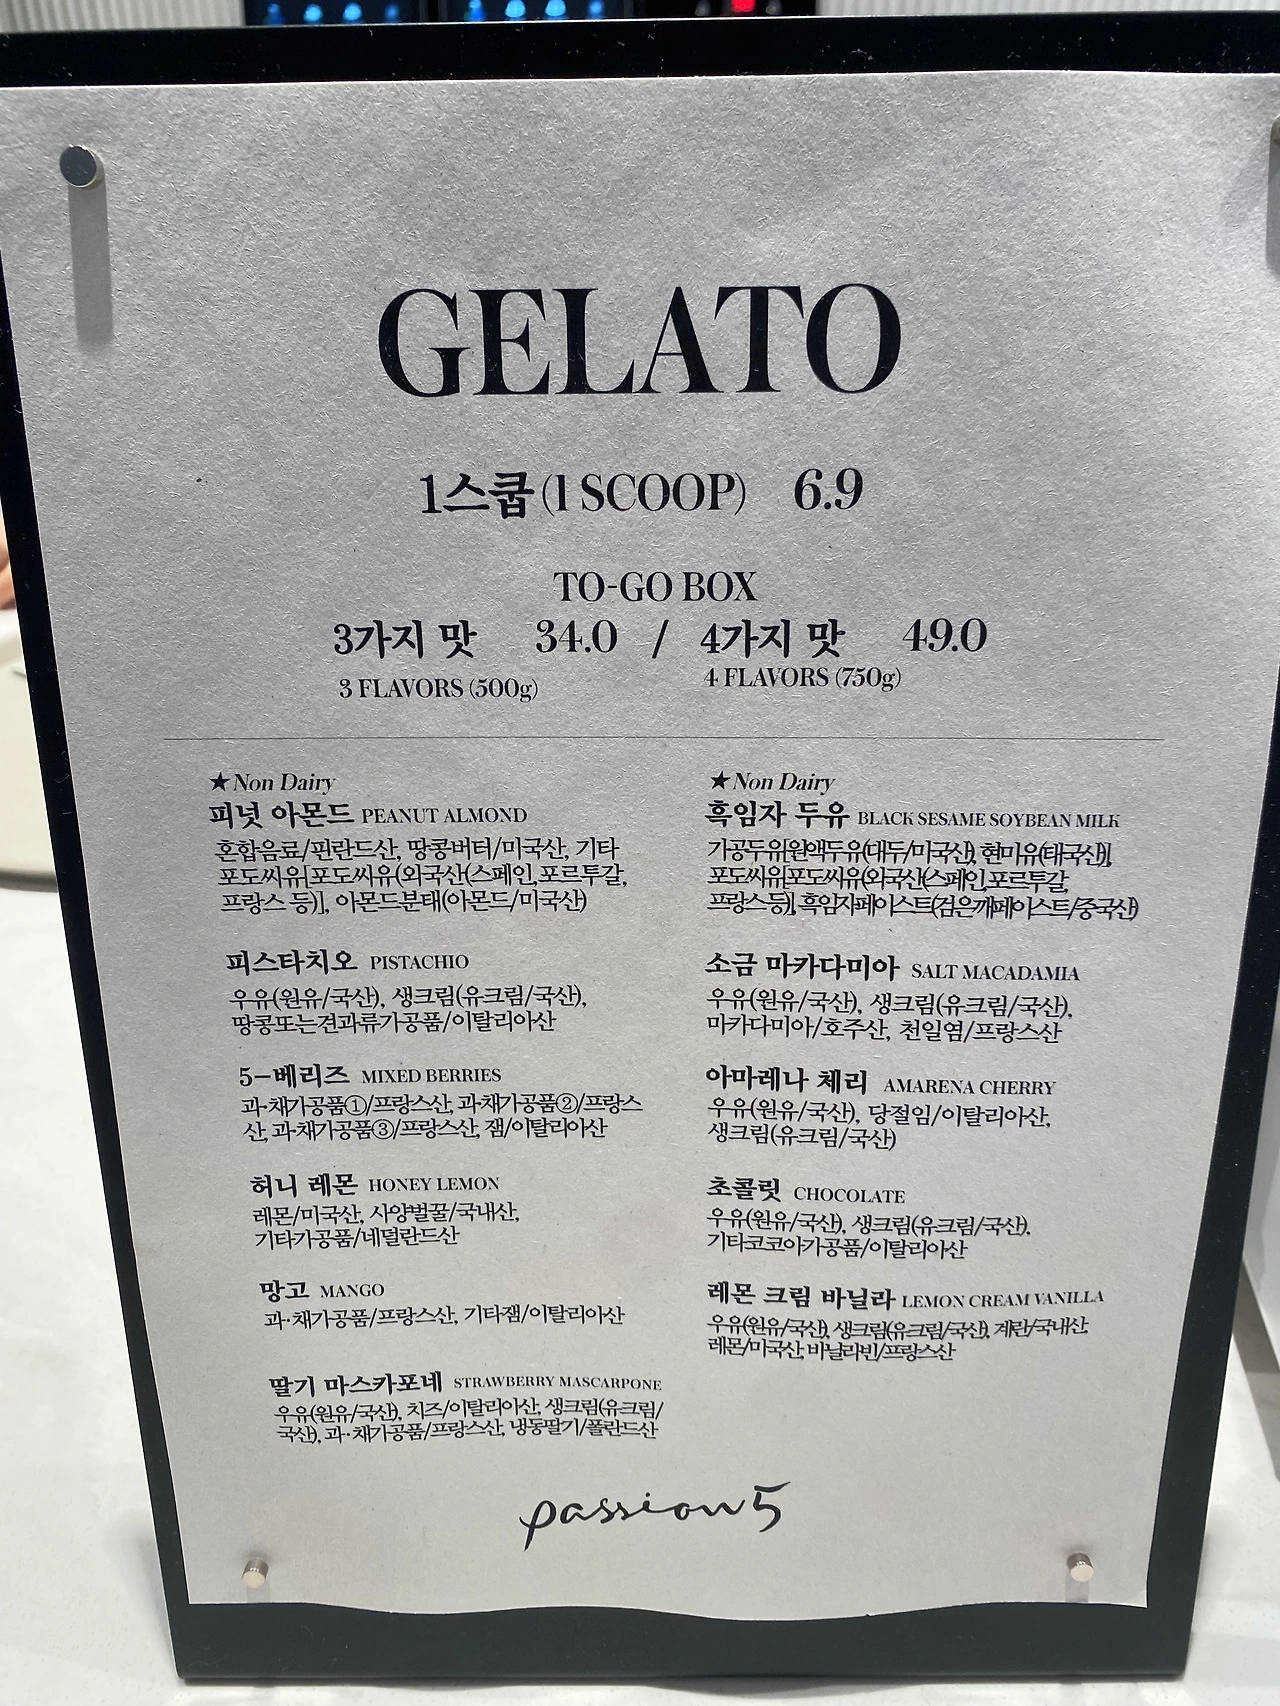 GELATO
1스쿱 (1 SCOOP) 6.9
TO-GO BOX
3가지 맛 34.0 / 4가지 맛 49.0
3 FLAVORS (500g) 4 FLAVORS (750g)
★Non Dairy
피넛 아몬드 PEANUT ALMOND
혼합음료/핀란드산, 땅콩버터/미국산, 기타
포도씨유[포도씨유(외국산(스페인,포르투갈,
프랑스 등)], 아몬드분태(아몬드/미국산)
피스타치오 PISTACHIO
우유(원유/국산), 생크림(유크림/국산),
땅콩또는견과류가공품/이탈리아산
5-베리즈 MIXED BERRIES
과·채가공품①/프랑스산, 과·채가공품②/프랑스
산, 과·채가공품③/프랑스산, 잼/이탈리아산
허니 레몬 HONEY LEMON
레몬/미국산, 사양벌꿀/국내산,
기타가공품/네덜란드산
망고 MANGO
과·채가공품/프랑스산, 기타잼/이탈리아산
딸기 마스카포네 STRAWBERRY MASCARPONE
우유(원유/국산), 치즈/이탈리아산, 생크림(유크림/
국산), 과·채가공품/프랑스산, 냉동딸기/폴란드산
★Non Dairy
흑임자 두유 BLACK SESAME SOYBEAN MILK
가공두유[원액두유(대두/미국산), 현미유(태국산)],
포도씨유[포도씨유(외국산(스페인,포르투갈,
프랑스 등)], 흑임자페이스트(검은깨페이스트/중국산)
소금 마카다미아 SALT MACADAMIA
우유(원유/국산), 생크림(유크림/국산),
마카다미아/호주산, 천일염/프랑스산
아마레나 체리 AMARENA CHERRY
우유(원유/국산), 당절임/이탈리아산,
생크림(유크림/국산)
초콜릿 CHOCOLATE
우유(원유/국산), 생크림(유크림/국산),
기타코코아가공품/이탈리아산
레몬 크림 바닐라 LEMON CREAM VANILLA
우유(원유/국산), 생크림(유크림/국산), 계란/국내산,
레몬/미국산, 바닐라빈/프랑스산
passion5